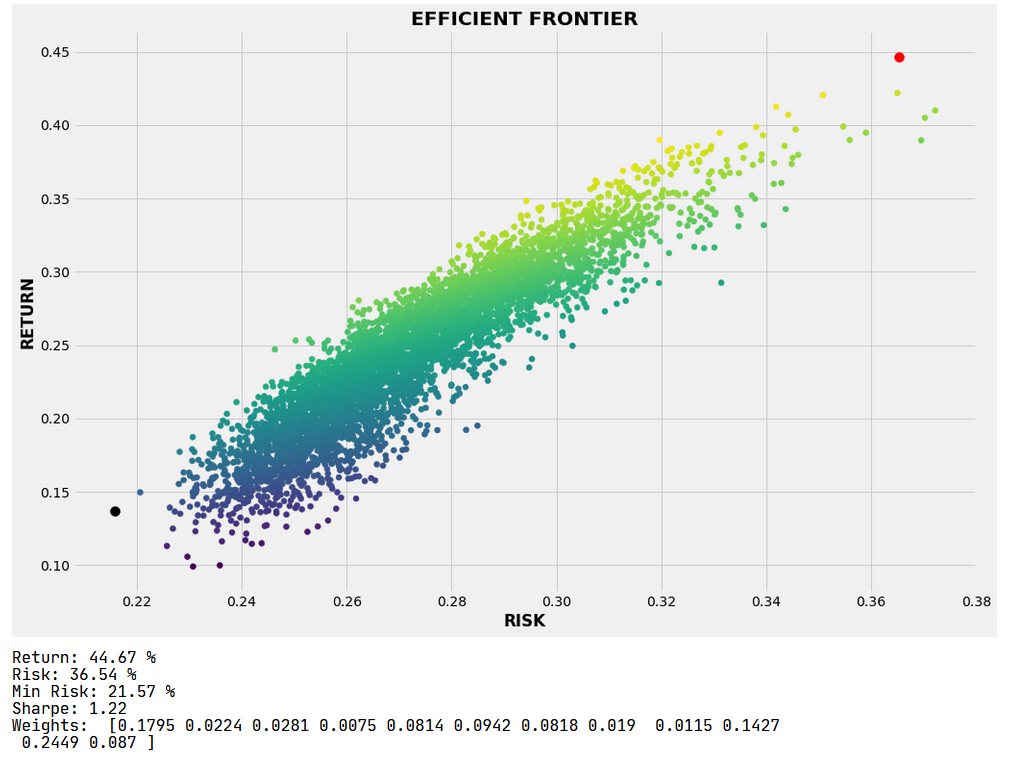 EFFICIENT FRONTIER
0.45
0.40
0.35
0.30
0.25
0.20
0.15
0.10
RETURN
0.22 0.24 0.26 0.28 0.30 0.32 0.34 0.36 0.38
RISK
Return: 44.67 %
Risk: 36.54 %
Min Risk: 21.57 %
Sharpe: 1.22
Weights:  [0.1795 0.0224 0.0281 0.0075 0.0814 0.0942 0.0818 0.019  0.0115 0.1427
 0.2449 0.087 ]